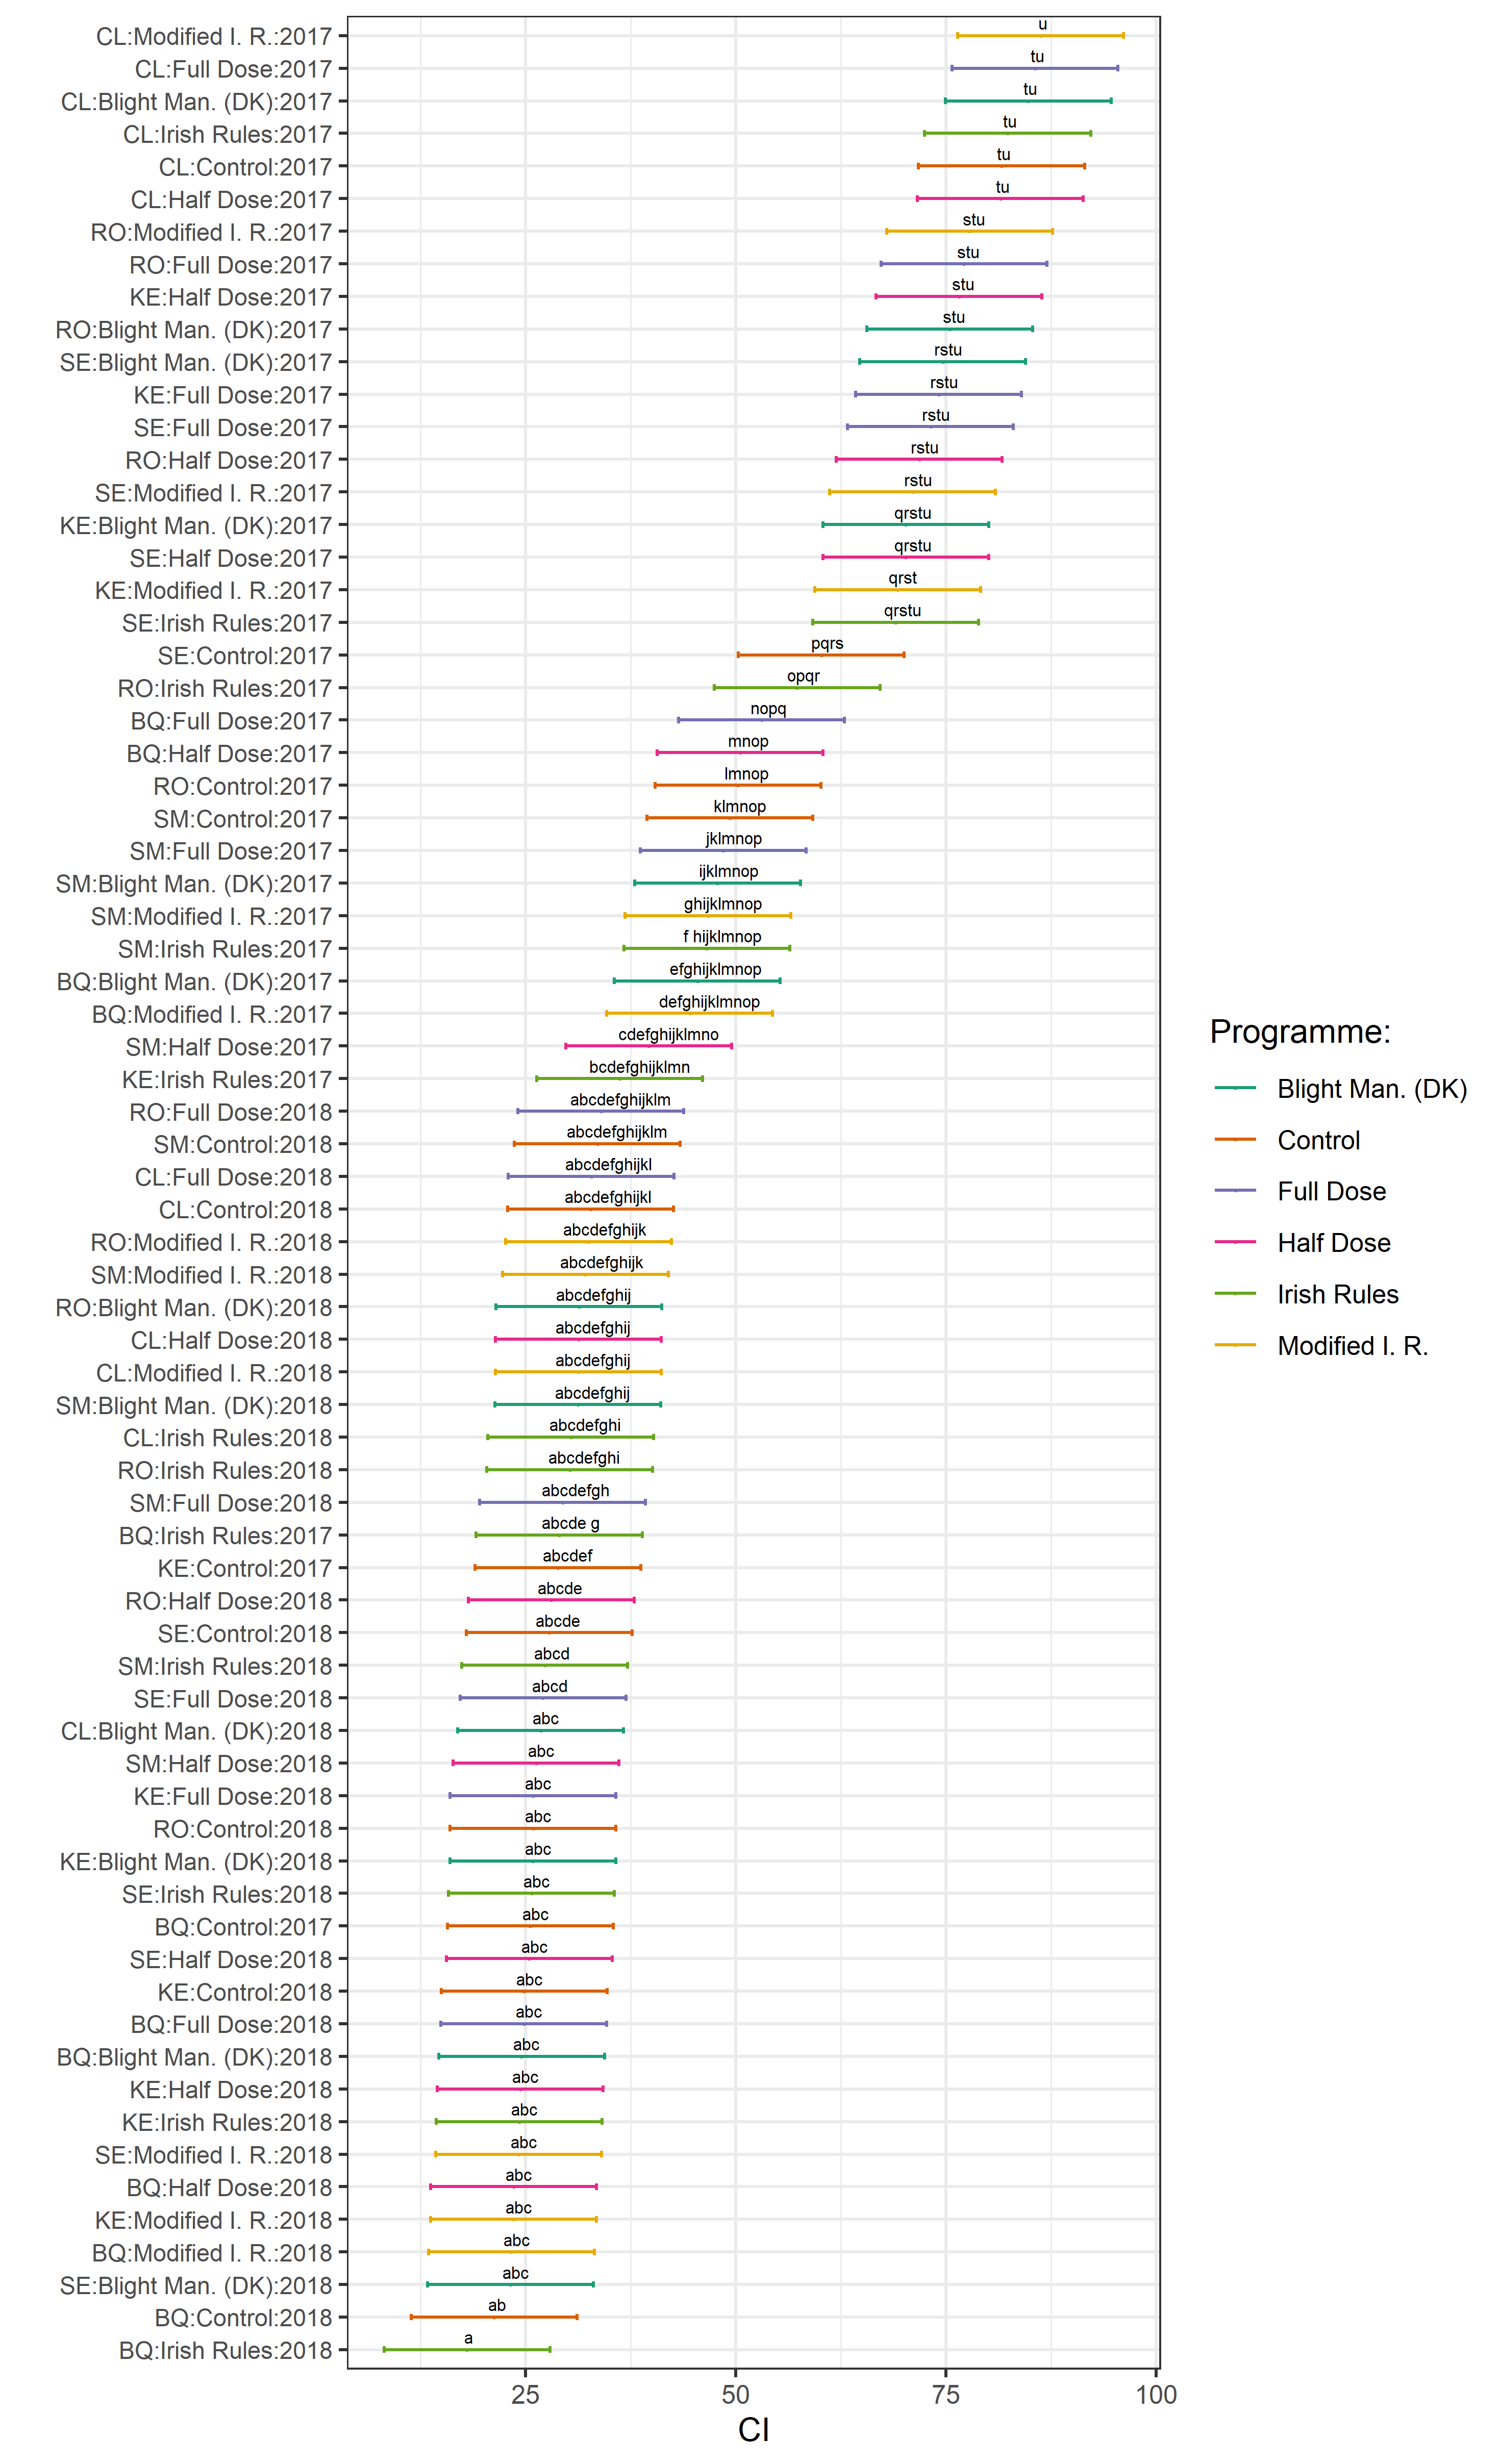 CL:Modified I. R.:2017 u
CL:Full Dose:2017 tu
CL:Blight Man. (DK):2017 tu
CL:Irish Rules:2017 tu
CL:Control:2017 tu
CL:Half Dose:2017 tu
RO:Modified I. R.:2017 stu
RO:Full Dose:2017 stu
KE:Half Dose:2017 stu
RO:Blight Man. (DK):2017 stu
SE:Blight Man. (DK):2017 rstu
KE:Full Dose:2017 rstu
SE:Full Dose:2017 rstu
RO:Half Dose:2017 rstu
SE:Modified I. R.:2017 rstu
KE:Blight Man. (DK):2017 qrstu
SE:Half Dose:2017 qrstu
KE:Modified I. R.:2017 qrst
SE:Irish Rules:2017 qrstu
SE:Control:2017 pqrs
RO:Irish Rules:2017 opqr
BQ:Full Dose:2017 nopq
BQ:Half Dose:2017 mnop
RO:Control:2017 lmnop
SM:Control:2017 klmnop
SM:Full Dose:2017 jklmnop
SM:Blight Man. (DK):2017 ijklmnop
SM:Modified I. R.:2017 ghijklmnop
SM:Irish Rules:2017 f hijklmnop
BQ:Blight Man. (DK):2017 efghijklmnop
BQ:Modified I. R.:2017 defghijklmnop
SM:Half Dose:2017 cdefghijklmno
KE:Irish Rules:2017 bcdefghijklmn
RO:Full Dose:2018 abcdefghijklm
SM:Control:2018 abcdefghijklm
CL:Full Dose:2018 abcdefghijkl
CL:Control:2018 abcdefghijkl
RO:Modified I. R.:2018 abcdefghijk
SM:Modified I. R.:2018 abcdefghijk
RO:Blight Man. (DK):2018 abcdefghij
CL:Half Dose:2018 abcdefghij
CL:Modified I. R.:2018 abcdefghij
SM:Blight Man. (DK):2018 abcdefghij
CL:Irish Rules:2018 abcdefghi
RO:Irish Rules:2018 abcdefghi
SM:Full Dose:2018 abcdefgh
BQ:Irish Rules:2017 abcde g
KE:Control:2017 abcdef
RO:Half Dose:2018 abcde
SE:Control:2018 abcde
SM:Irish Rules:2018 abcd
SE:Full Dose:2018 abcd
CL:Blight Man. (DK):2018 abc
SM:Half Dose:2018 abc
KE:Full Dose:2018 abc
RO:Control:2018 abc
KE:Blight Man. (DK):2018 abc
SE:Irish Rules:2018 abc
BQ:Control:2017 abc
SE:Half Dose:2018 abc
KE:Control:2018 abc
BQ:Full Dose:2018 abc
BQ:Blight Man. (DK):2018 abc
KE:Half Dose:2018 abc
KE:Irish Rules:2018 abc
SE:Modified I. R.:2018 abc
BQ:Half Dose:2018 abc
KE:Modified I. R.:2018 abc
BQ:Modified I. R.:2018 abc
SE:Blight Man. (DK):2018 abc
BQ:Control:2018 ab
BQ:Irish Rules:2018 a
25 50 75 100
CI
Programme:
Blight Man. (DK)
Control
Full Dose
Half Dose
Irish Rules
Modified I. R.